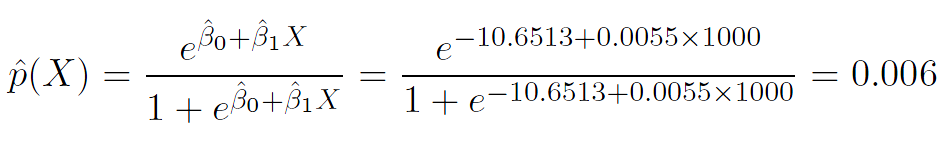 p̂(X) = e^{β̂₀+β̂₁X} / (1 + e^{β̂₀+β̂₁X}) = e^{−10.6513+0.0055×1000} / (1 + e^{−10.6513+0.0055×1000}) = 0.006